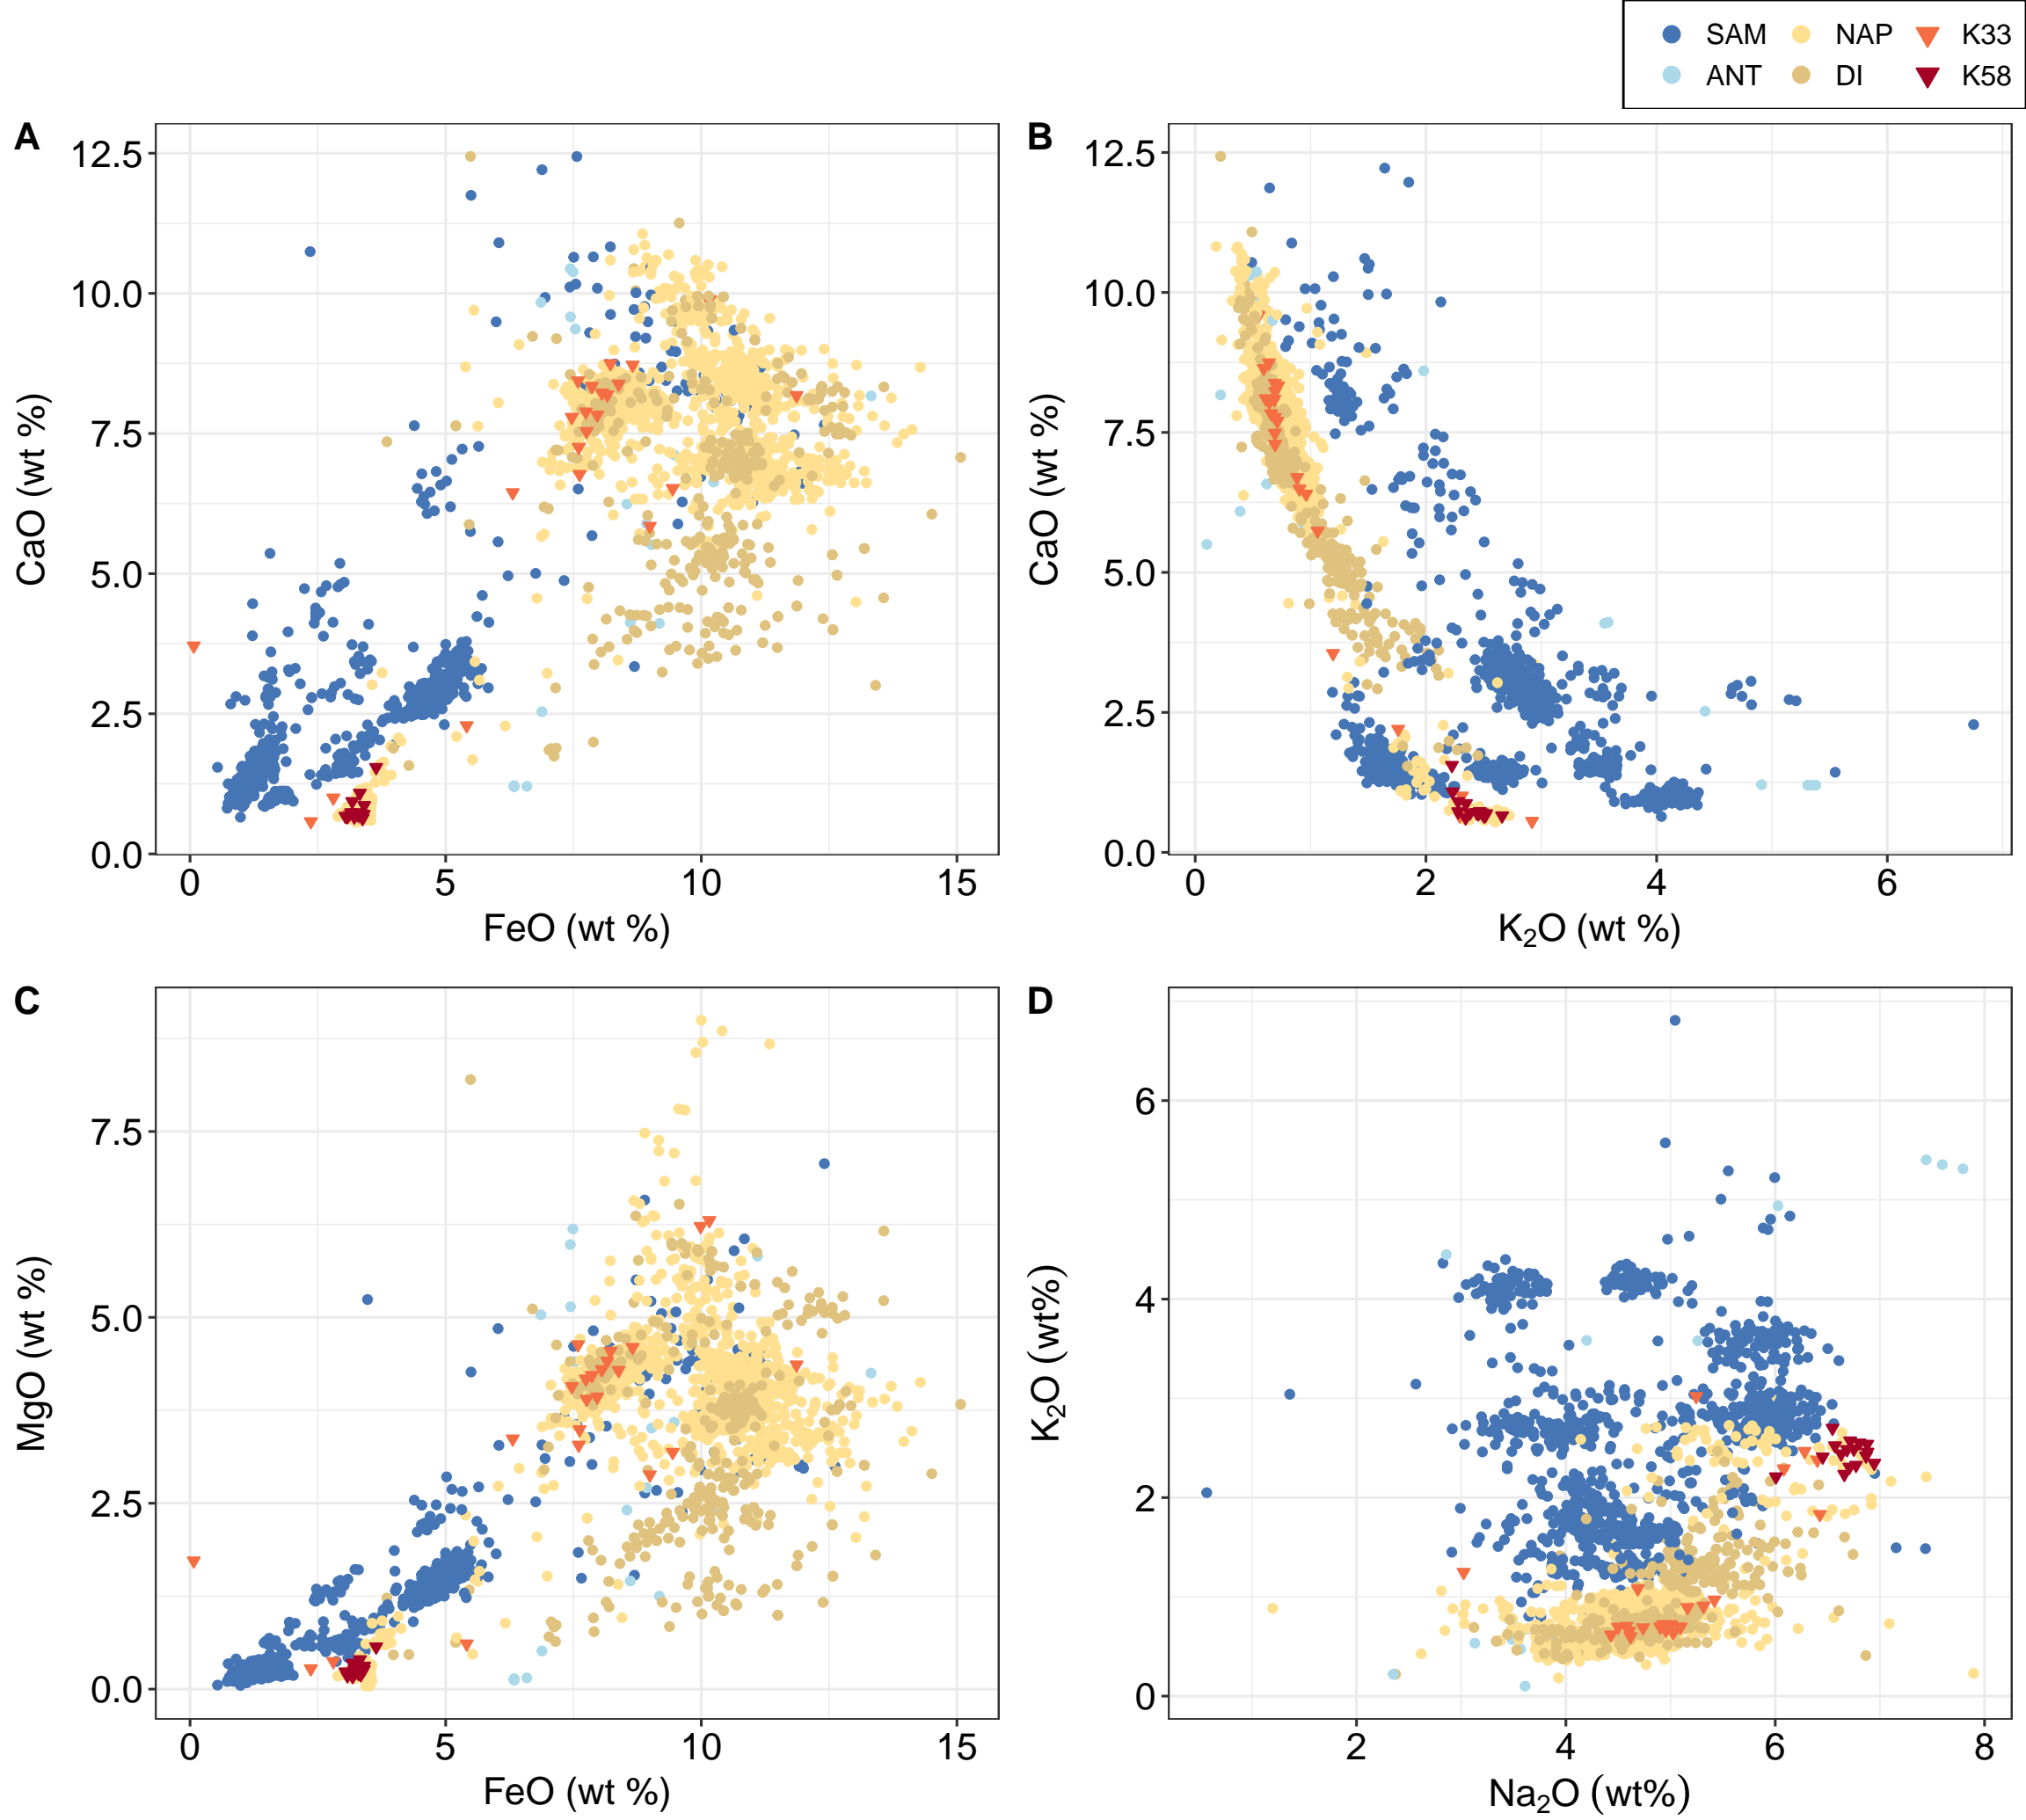 SAM NAP K33
ANT DI K58
A
12.5
10.0
7.5
5.0
2.5
0.0
CaO (wt %)
0 5 10 15
FeO (wt %)
B
12.5
10.0
7.5
5.0
2.5
0.0
CaO (wt %)
0 2 4 6
K₂O (wt %)
C
7.5
5.0
2.5
0.0
MgO (wt %)
0 5 10 15
FeO (wt %)
D
6
4
2
0
K₂O (wt%)
2 4 6 8
Na₂O (wt%)